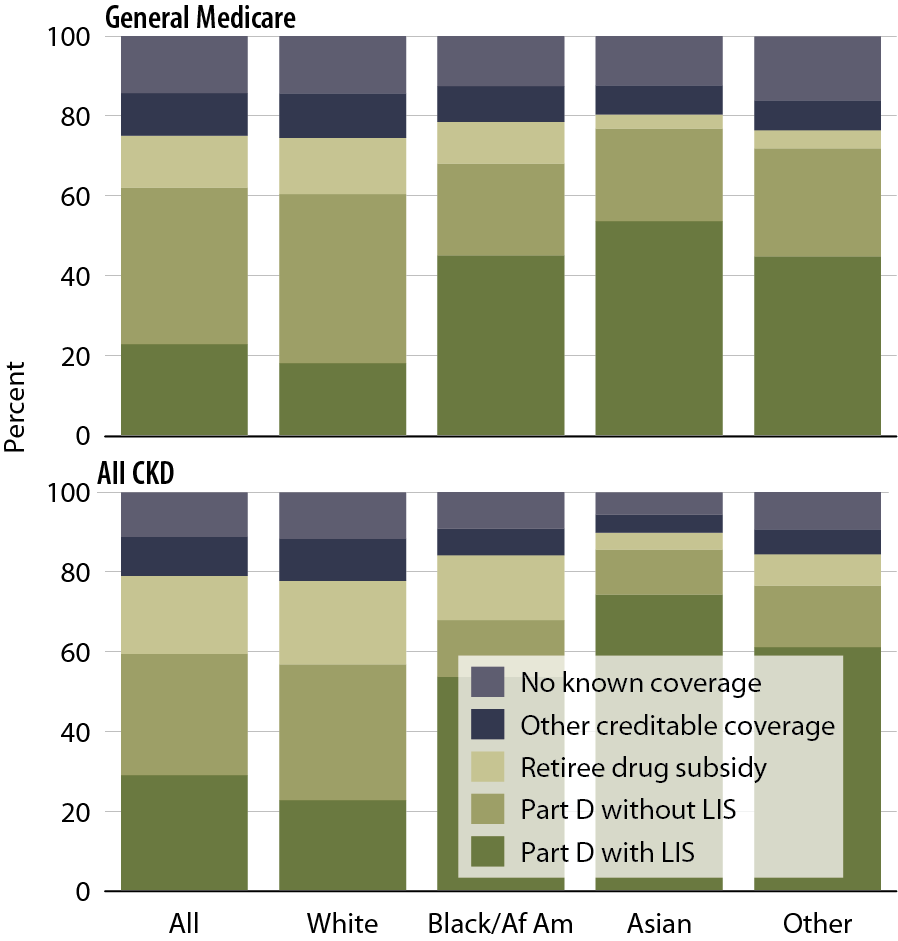 General Medicare
100
80
60
40
20
0
Percent
All CKD
100
80
60
40
20
0
No known coverage
Other creditable coverage
Retiree drug subsidy
Part D without LIS
Part D with LIS
All White Black/Af Am Asian Other